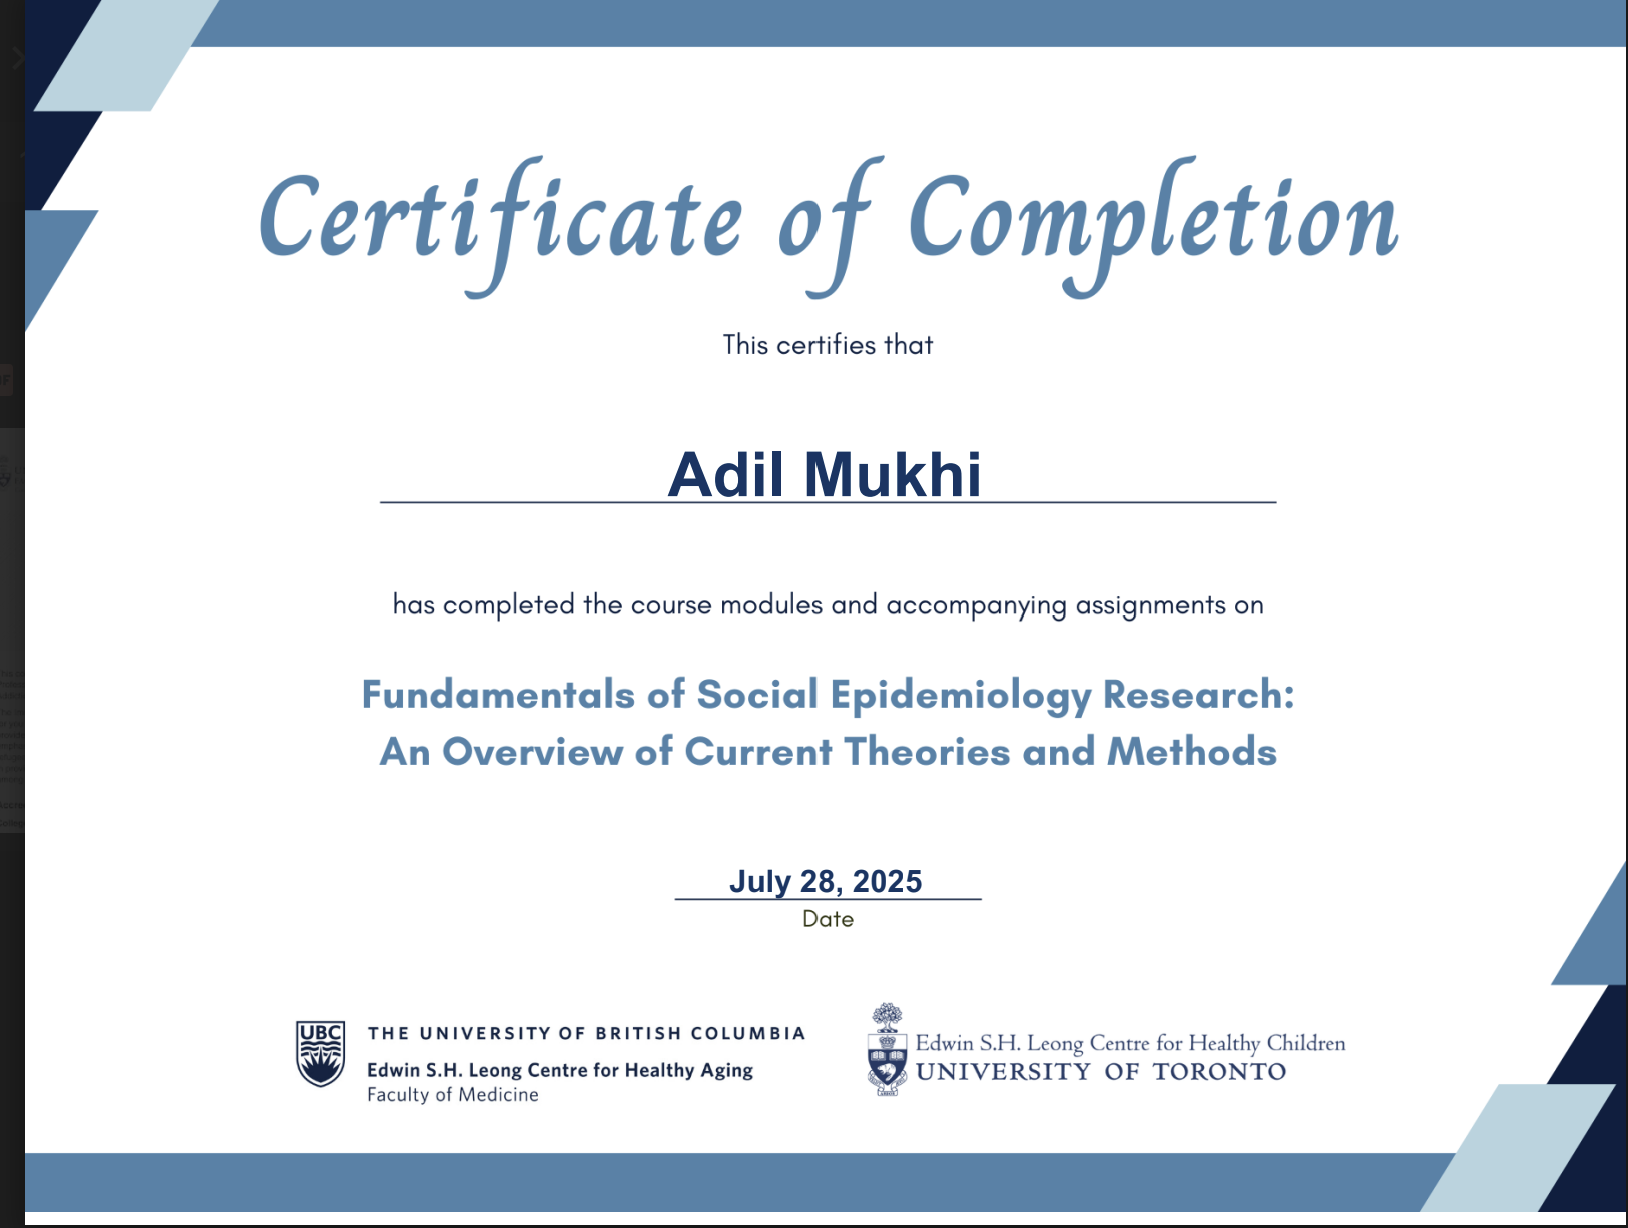 Certificate of Completion
This certifies that
Adil Mukhi
has completed the course modules and accompanying assignments on
Fundamentals of Social Epidemiology Research:
An Overview of Current Theories and Methods
July 28, 2025
Date
UBC
THE UNIVERSITY OF BRITISH COLUMBIA
Edwin S.H. Leong Centre for Healthy Aging
Faculty of Medicine
Edwin S.H. Leong Centre for Healthy Children
UNIVERSITY OF TORONTO